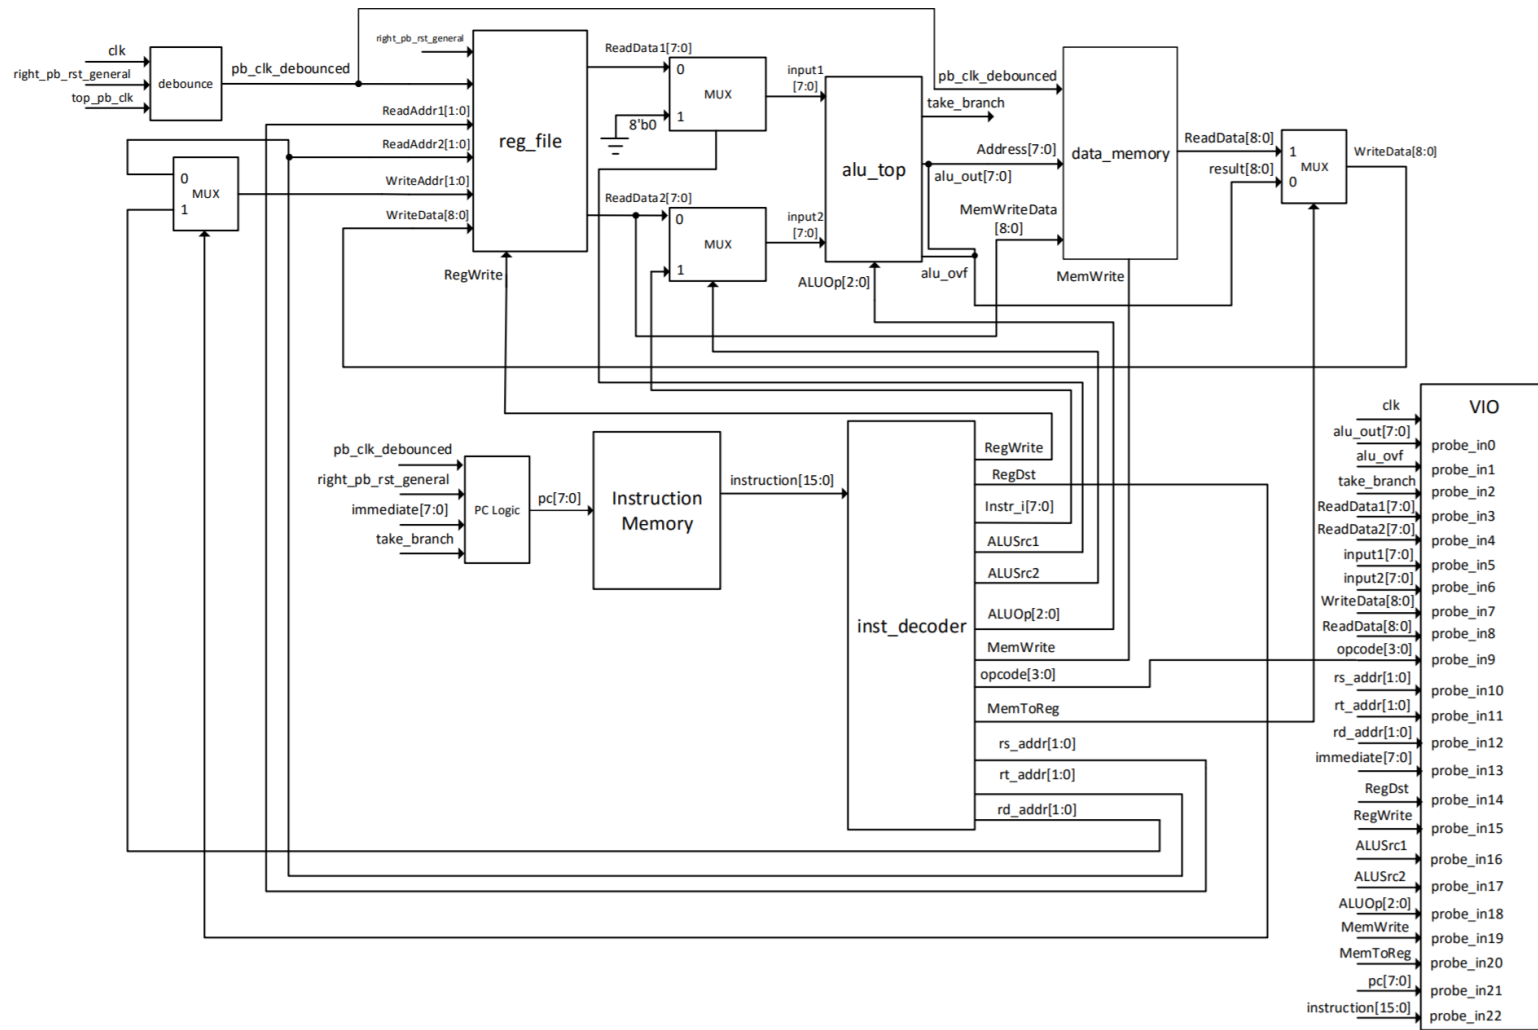 clk
right_pb_rst_general
top_pb_clk
debounce
pb_clk_debounced
right_pb_rst_general
ReadAddr1[1:0]
ReadAddr2[1:0]
WriteAddr[1:0]
WriteData[8:0]
reg_file
RegWrite
0
1
MUX
ReadData1[7:0]
0
MUX
1
8'b0
ReadData2[7:0]
0
MUX
1
input1
[7:0]
input2
[7:0]
alu_top
ALUOp[2:0]
pb_clk_debounced
take_branch
Address[7:0]
alu_out[7:0]
MemWriteData
[8:0]
alu_ovf
data_memory
MemWrite
ReadData[8:0]
result[8:0]
1
MUX
0
WriteData[8:0]
pb_clk_debounced
right_pb_rst_general
immediate[7:0]
take_branch
PC Logic
pc[7:0]
Instruction
Memory
instruction[15:0]
inst_decoder
RegWrite
RegDst
Instr_i[7:0]
ALUSrc1
ALUSrc2
ALUOp[2:0]
MemWrite
opcode[3:0]
MemToReg
rs_addr[1:0]
rt_addr[1:0]
rd_addr[1:0]
VIO
clk
alu_out[7:0] probe_in0
alu_ovf probe_in1
take_branch probe_in2
ReadData1[7:0] probe_in3
ReadData2[7:0] probe_in4
input1[7:0] probe_in5
input2[7:0] probe_in6
WriteData[8:0] probe_in7
ReadData[8:0] probe_in8
opcode[3:0] probe_in9
rs_addr[1:0] probe_in10
rt_addr[1:0] probe_in11
rd_addr[1:0] probe_in12
immediate[7:0] probe_in13
RegDst probe_in14
RegWrite probe_in15
ALUSrc1 probe_in16
ALUSrc2 probe_in17
ALUOp[2:0] probe_in18
MemWrite probe_in19
MemToReg probe_in20
pc[7:0] probe_in21
instruction[15:0] probe_in22